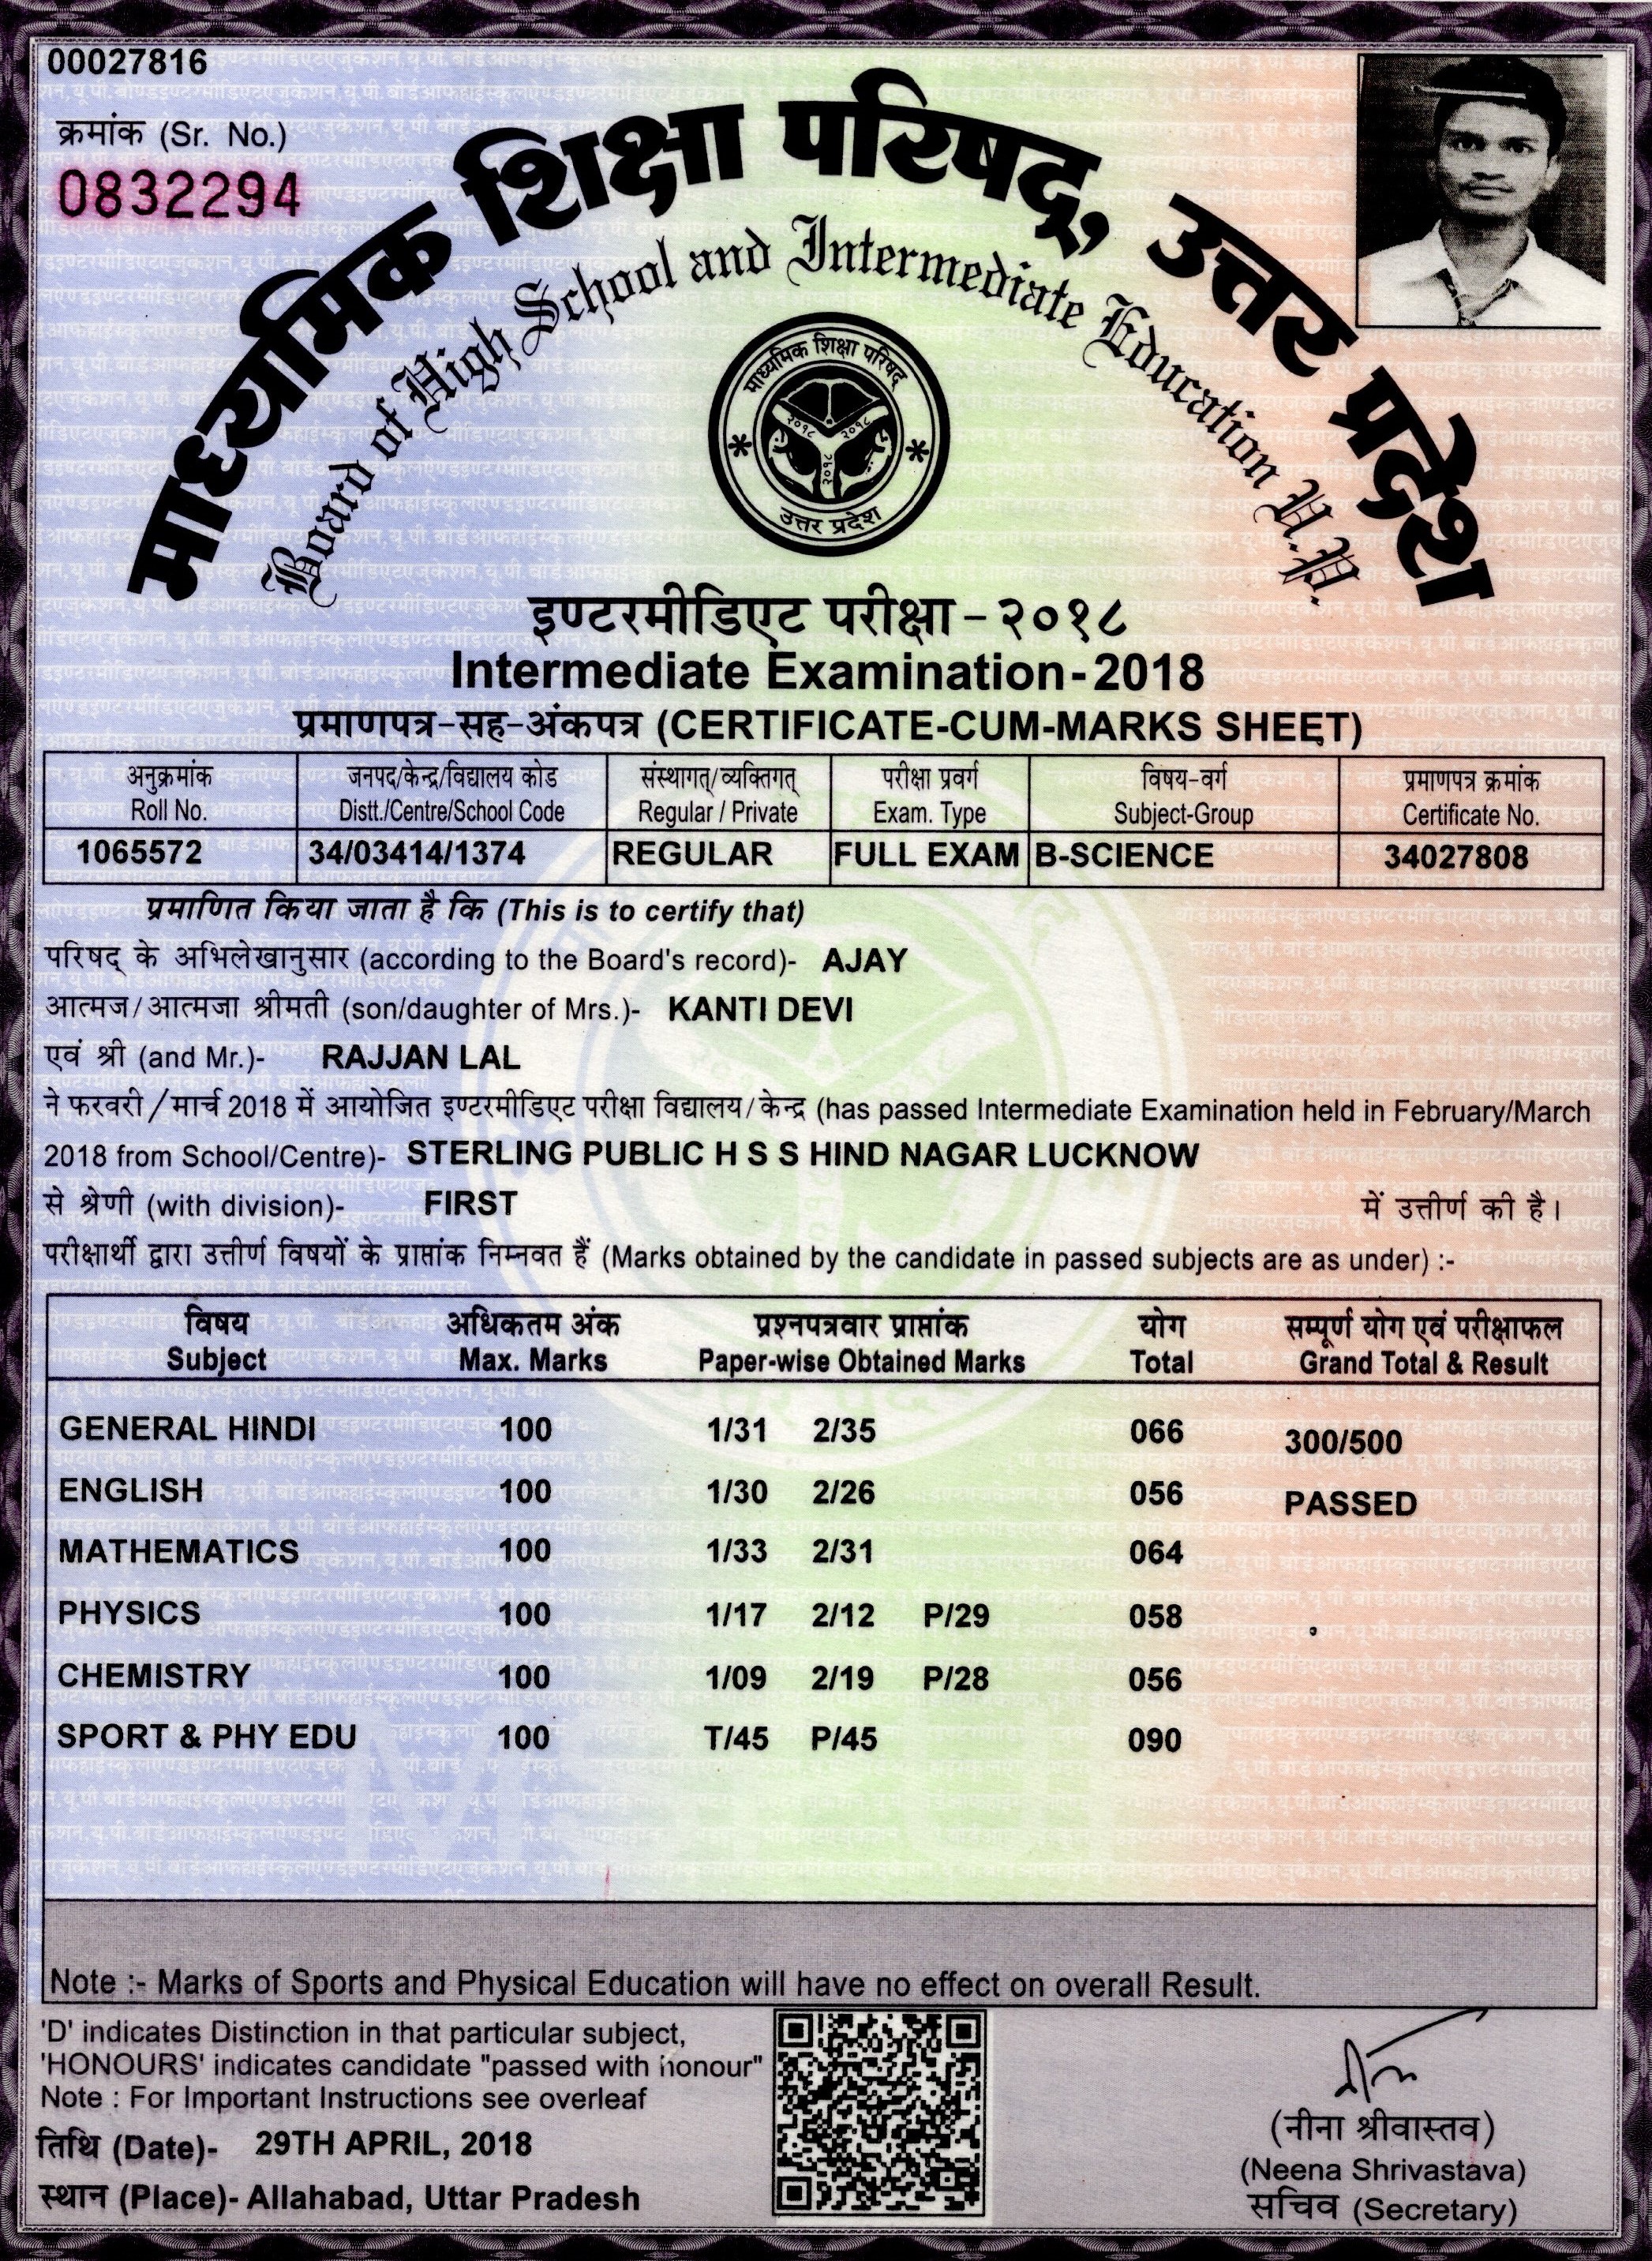 00027816
क्रमांक (Sr. No.)
0832294
माध्यमिक शिक्षा परिषद्, उत्तर प्रदेश
Board of High School and Intermediate Education U.P.
माध्यमिक शिक्षा परिषद
२०१८ २०१८
२०१८
उत्तर प्रदेश
इण्टरमीडिएट परीक्षा - २०१८
Intermediate Examination-2018
प्रमाणपत्र-सह-अंकपत्र (CERTIFICATE-CUM-MARKS SHEET)
अनुक्रमांक जनपद/केन्द्र/विद्यालय कोड संस्थागत्/व्यक्तिगत् परीक्षा प्रवर्ग विषय-वर्ग प्रमाणपत्र क्रमांक
Roll No. Distt./Centre/School Code Regular / Private Exam. Type Subject-Group Certificate No.
1065572 34/03414/1374 REGULAR FULL EXAM B-SCIENCE 34027808
प्रमाणित किया जाता है कि (This is to certify that)
परिषद् के अभिलेखानुसार (according to the Board's record)- AJAY
आत्मज/आत्मजा श्रीमती (son/daughter of Mrs.)- KANTI DEVI
एवं श्री (and Mr.)- RAJJAN LAL
ने फरवरी/मार्च 2018 में आयोजित इण्टरमीडिएट परीक्षा विद्यालय/केन्द्र (has passed Intermediate Examination held in February/March
2018 from School/Centre)- STERLING PUBLIC H S S HIND NAGAR LUCKNOW
से श्रेणी (with division)- FIRST में उत्तीर्ण की है।
परीक्षार्थी द्वारा उत्तीर्ण विषयों के प्राप्तांक निम्नवत हैं (Marks obtained by the candidate in passed subjects are as under) :-
विषय अधिकतम अंक प्रश्नपत्रवार प्राप्तांक योग सम्पूर्ण योग एवं परीक्षाफल
Subject Max. Marks Paper-wise Obtained Marks Total Grand Total & Result
GENERAL HINDI 100 1/31 2/35 066 300/500
ENGLISH 100 1/30 2/26 056 PASSED
MATHEMATICS 100 1/33 2/31 064
PHYSICS 100 1/17 2/12 P/29 058
CHEMISTRY 100 1/09 2/19 P/28 056
SPORT & PHY EDU 100 T/45 P/45 090
Note :- Marks of Sports and Physical Education will have no effect on overall Result.
'D' indicates Distinction in that particular subject,
'HONOURS' indicates candidate "passed with honour"
Note : For Important Instructions see overleaf
तिथि (Date)- 29TH APRIL, 2018
स्थान (Place)- Allahabad, Uttar Pradesh
(नीना श्रीवास्तव)
(Neena Shrivastava)
सचिव (Secretary)